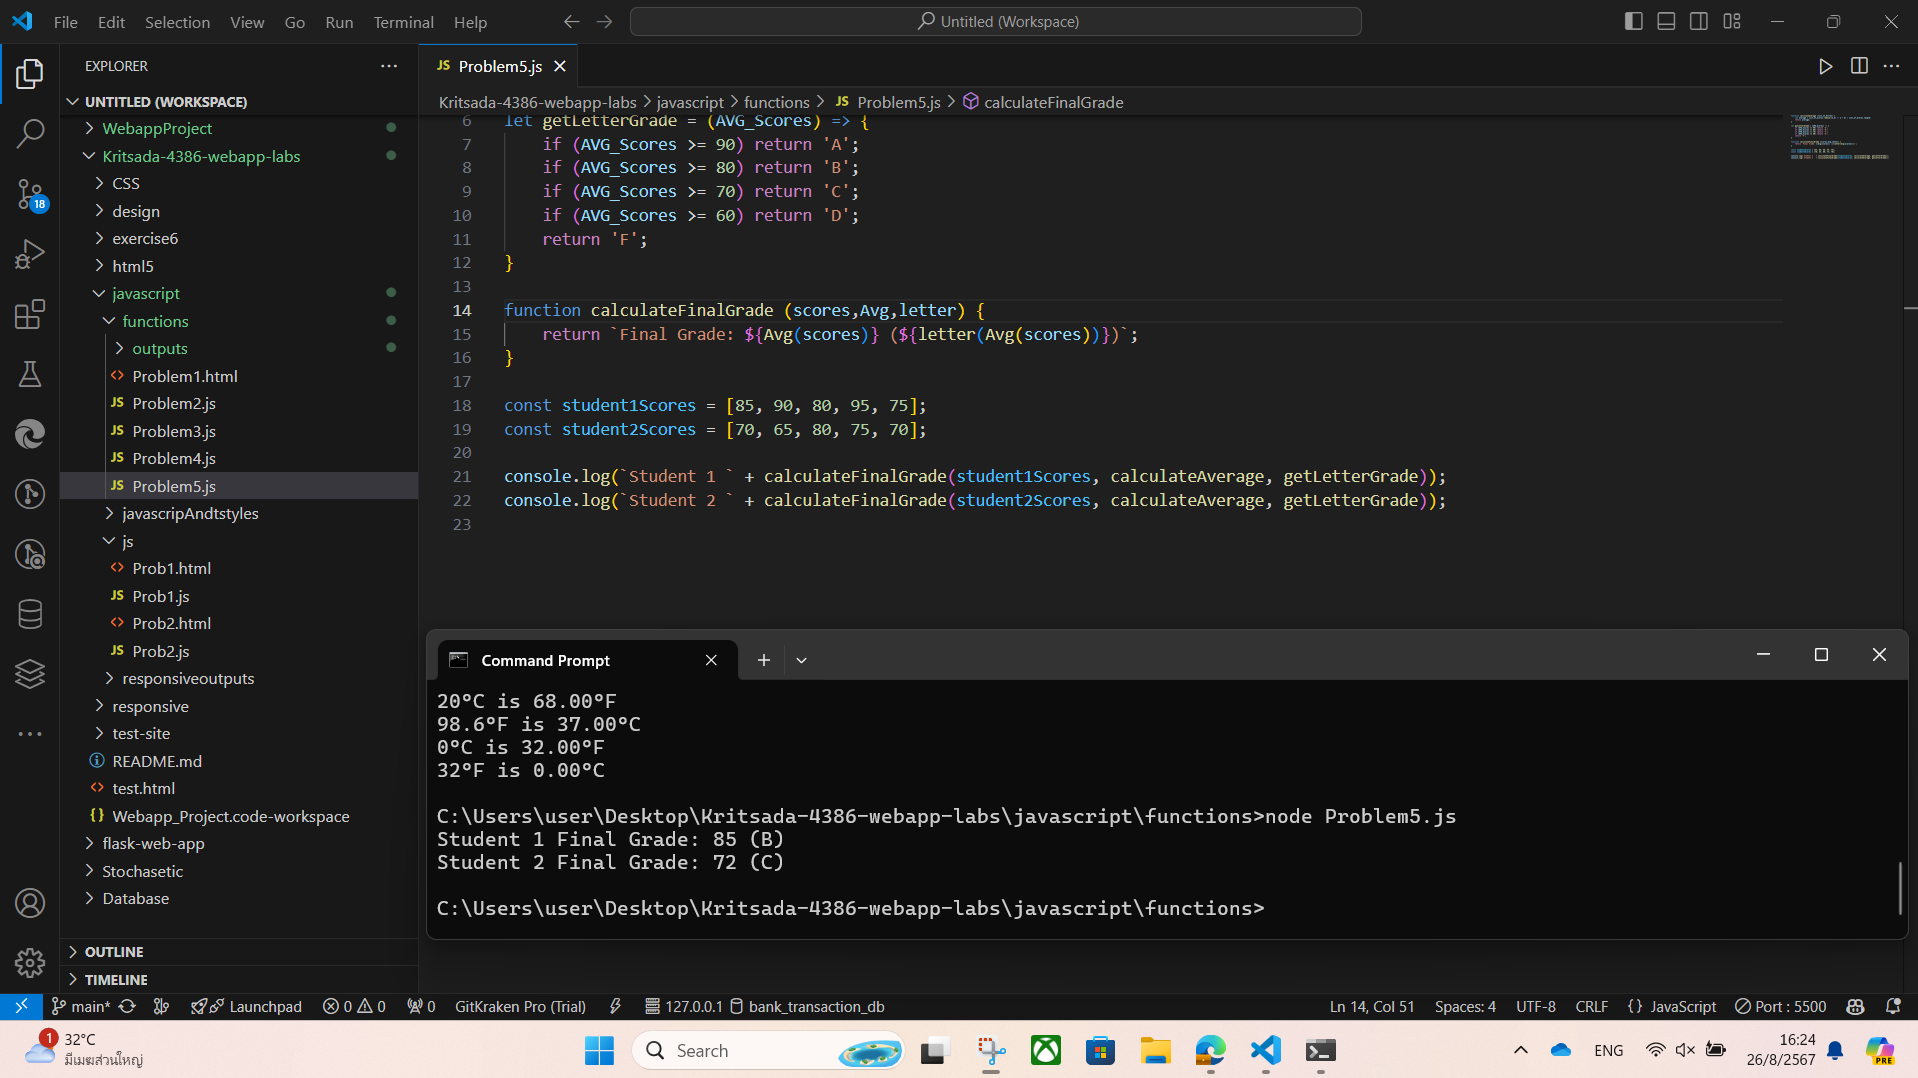 File Edit Selection View Go Run Terminal Help
Untitled (Workspace)
EXPLORER
UNTITLED (WORKSPACE)
WebappProject
Kritsada-4386-webapp-labs
CSS
design
exercise6
html5
javascript
functions
outputs
Problem1.html
Problem2.js
Problem3.js
Problem4.js
Problem5.js
javascripAndtstyles
js
Prob1.html
Prob1.js
Prob2.html
Prob2.js
responsiveoutputs
responsive
test-site
README.md
test.html
Webapp_Project.code-workspace
flask-web-app
Stochasetic
Database
OUTLINE
TIMELINE
18
JS Problem5.js
Kritsada-4386-webapp-labs > javascript > functions > JS Problem5.js > calculateFinalGrade
6 let getLetterGrade = (AVG_Scores) => {
7 if (AVG_Scores >= 90) return 'A';
8 if (AVG_Scores >= 80) return 'B';
9 if (AVG_Scores >= 70) return 'C';
10 if (AVG_Scores >= 60) return 'D';
11 return 'F';
12 }
13
14 function calculateFinalGrade (scores,Avg,letter) {
15 return `Final Grade: ${Avg(scores)} (${letter(Avg(scores))})`;
16 }
17
18 const student1Scores = [85, 90, 80, 95, 75];
19 const student2Scores = [70, 65, 80, 75, 70];
20
21 console.log(`Student 1 ` + calculateFinalGrade(student1Scores, calculateAverage, getLetterGrade));
22 console.log(`Student 2 ` + calculateFinalGrade(student2Scores, calculateAverage, getLetterGrade));
23
Command Prompt
20°C is 68.00°F
98.6°F is 37.00°C
0°C is 32.00°F
32°F is 0.00°C
C:\Users\user\Desktop\Kritsada-4386-webapp-labs\javascript\functions>node Problem5.js
Student 1 Final Grade: 85 (B)
Student 2 Final Grade: 72 (C)
C:\Users\user\Desktop\Kritsada-4386-webapp-labs\javascript\functions>
main* Launchpad 0 0 0 GitKraken Pro (Trial) 127.0.0.1 bank_transaction_db Ln 14, Col 51 Spaces: 4 UTF-8 CRLF {} JavaScript Port : 5500
1 32°C
มีเมฆส่วนใหญ่
Search
ENG
16:24
26/8/2567
PRE